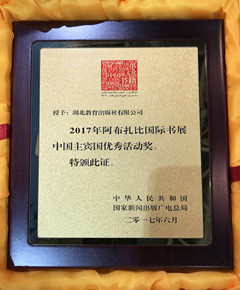 授予：湖北教育出版社有限公司
2017年阿布扎比国际书展
中国主宾国优秀活动奖。
特颁此证。
中华人民共和国
国家新闻出版广电总局
二〇一七年六月